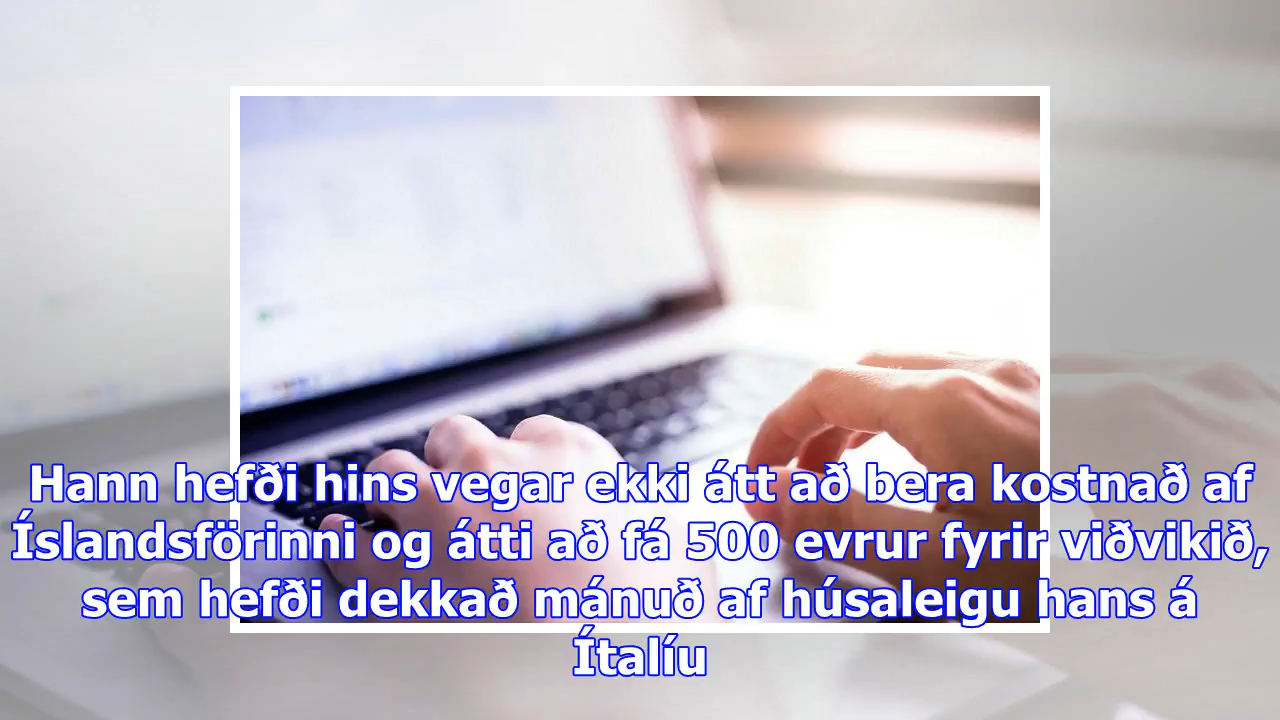 Hann hefði hins vegar ekki átt að bera kostnað af
Íslandsförinni og átti að fá 500 evrur fyrir viðvikið,
sem hefði dekkað mánuð af húsaleigu hans á
Ítalíu